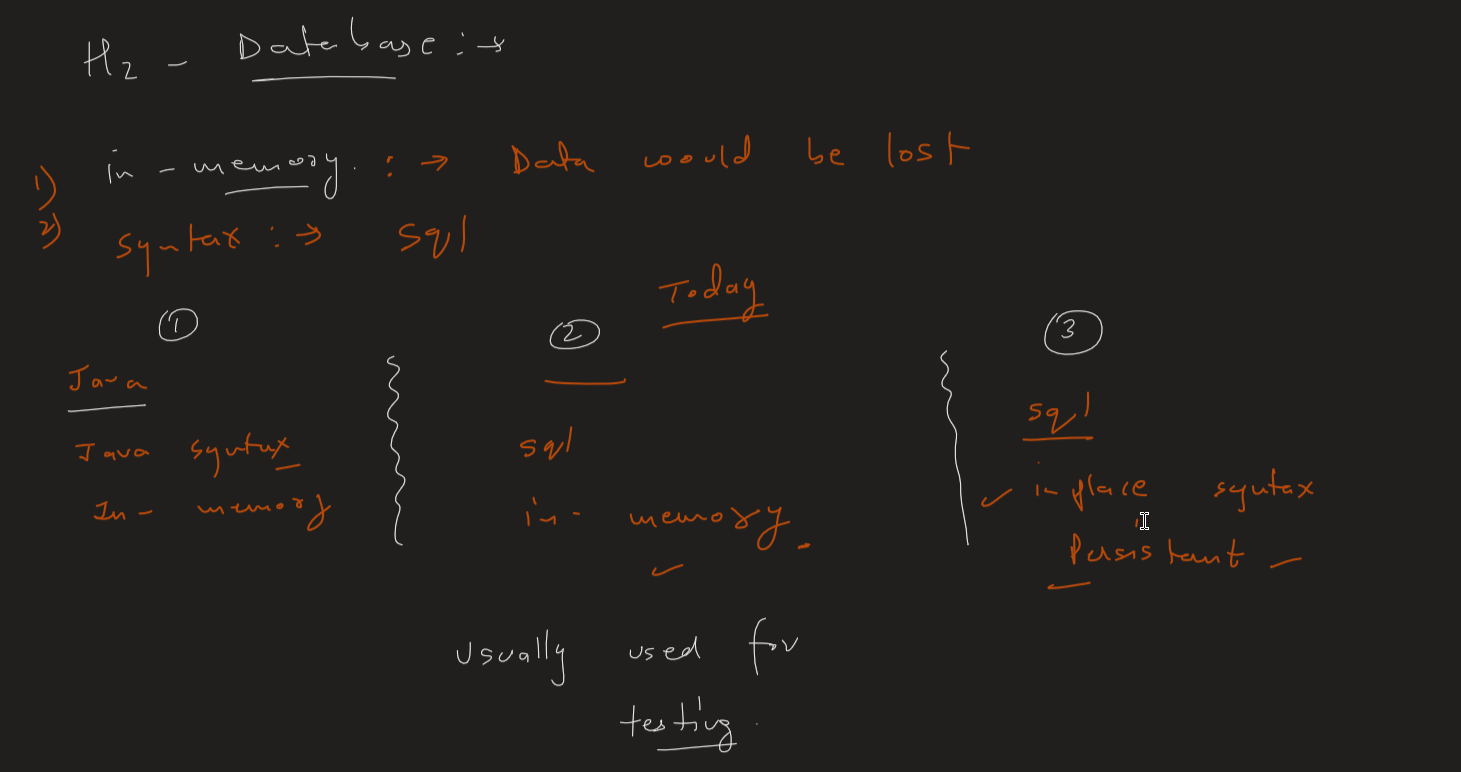 H2 - Database :→
1) in-memory. :→ Data would be lost
2) syntax :→ sql
Today
1
Java
Java syntax
In-memory
2
sql
in-memory.
3
sql
in place syntax
Persistant
Usually used for
testing.